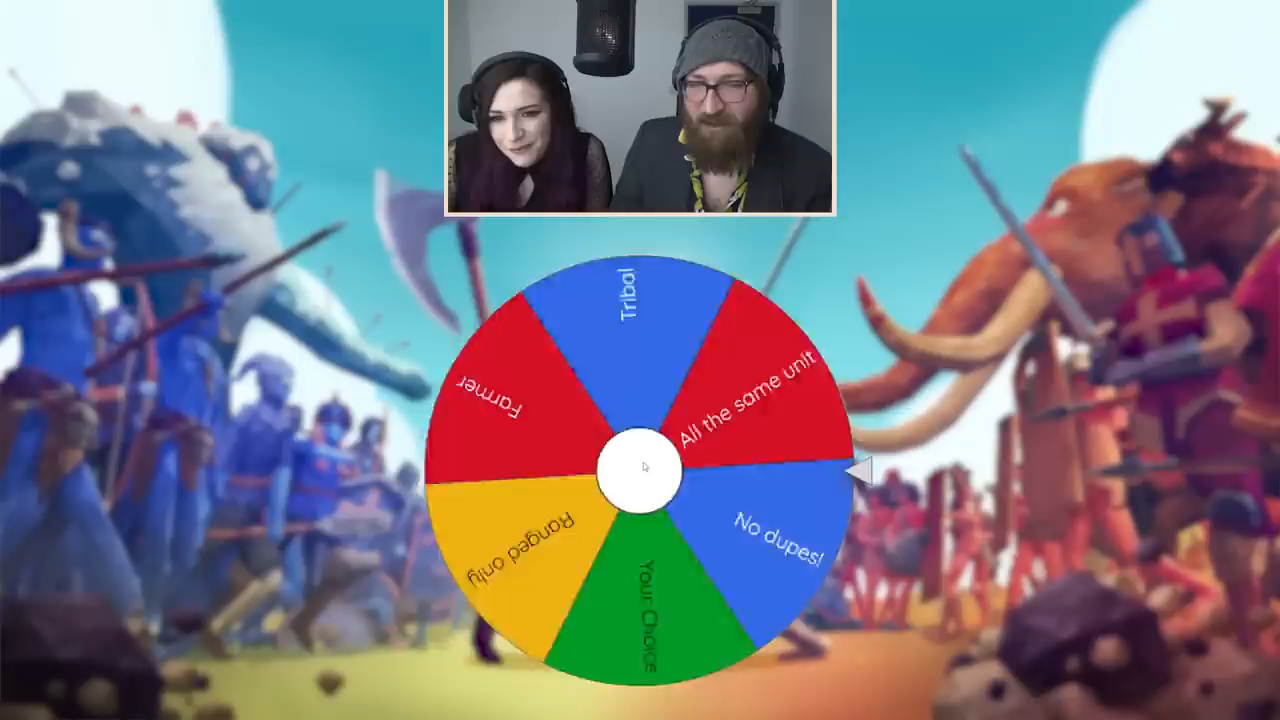 Tribal
All the same unit
Farmer
No dupes!
Ranged only
Your Choice